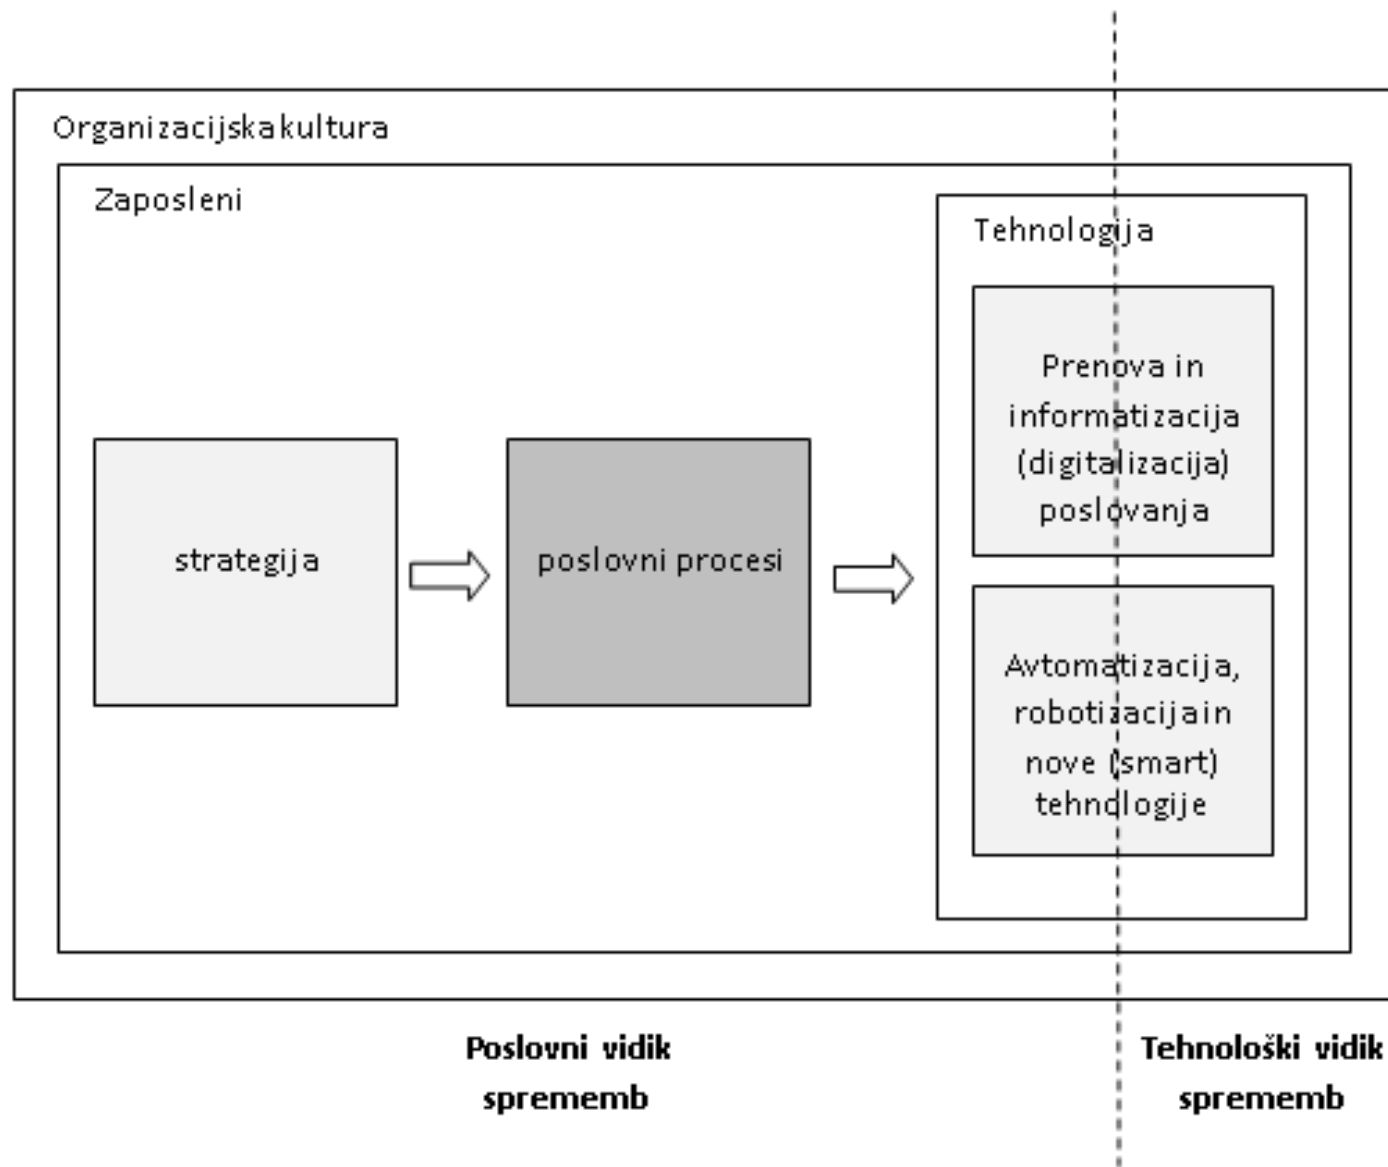 Organizacijska kultura
Zaposleni
Tehnologija
Prenova in
informatizacija
(digitalizacija)
poslovanja
strategija
poslovni procesi
Avtomatizacija,
robotizacija in
nove (smart)
tehnologije
Poslovni vidik
sprememb
Tehnološki vidik
sprememb